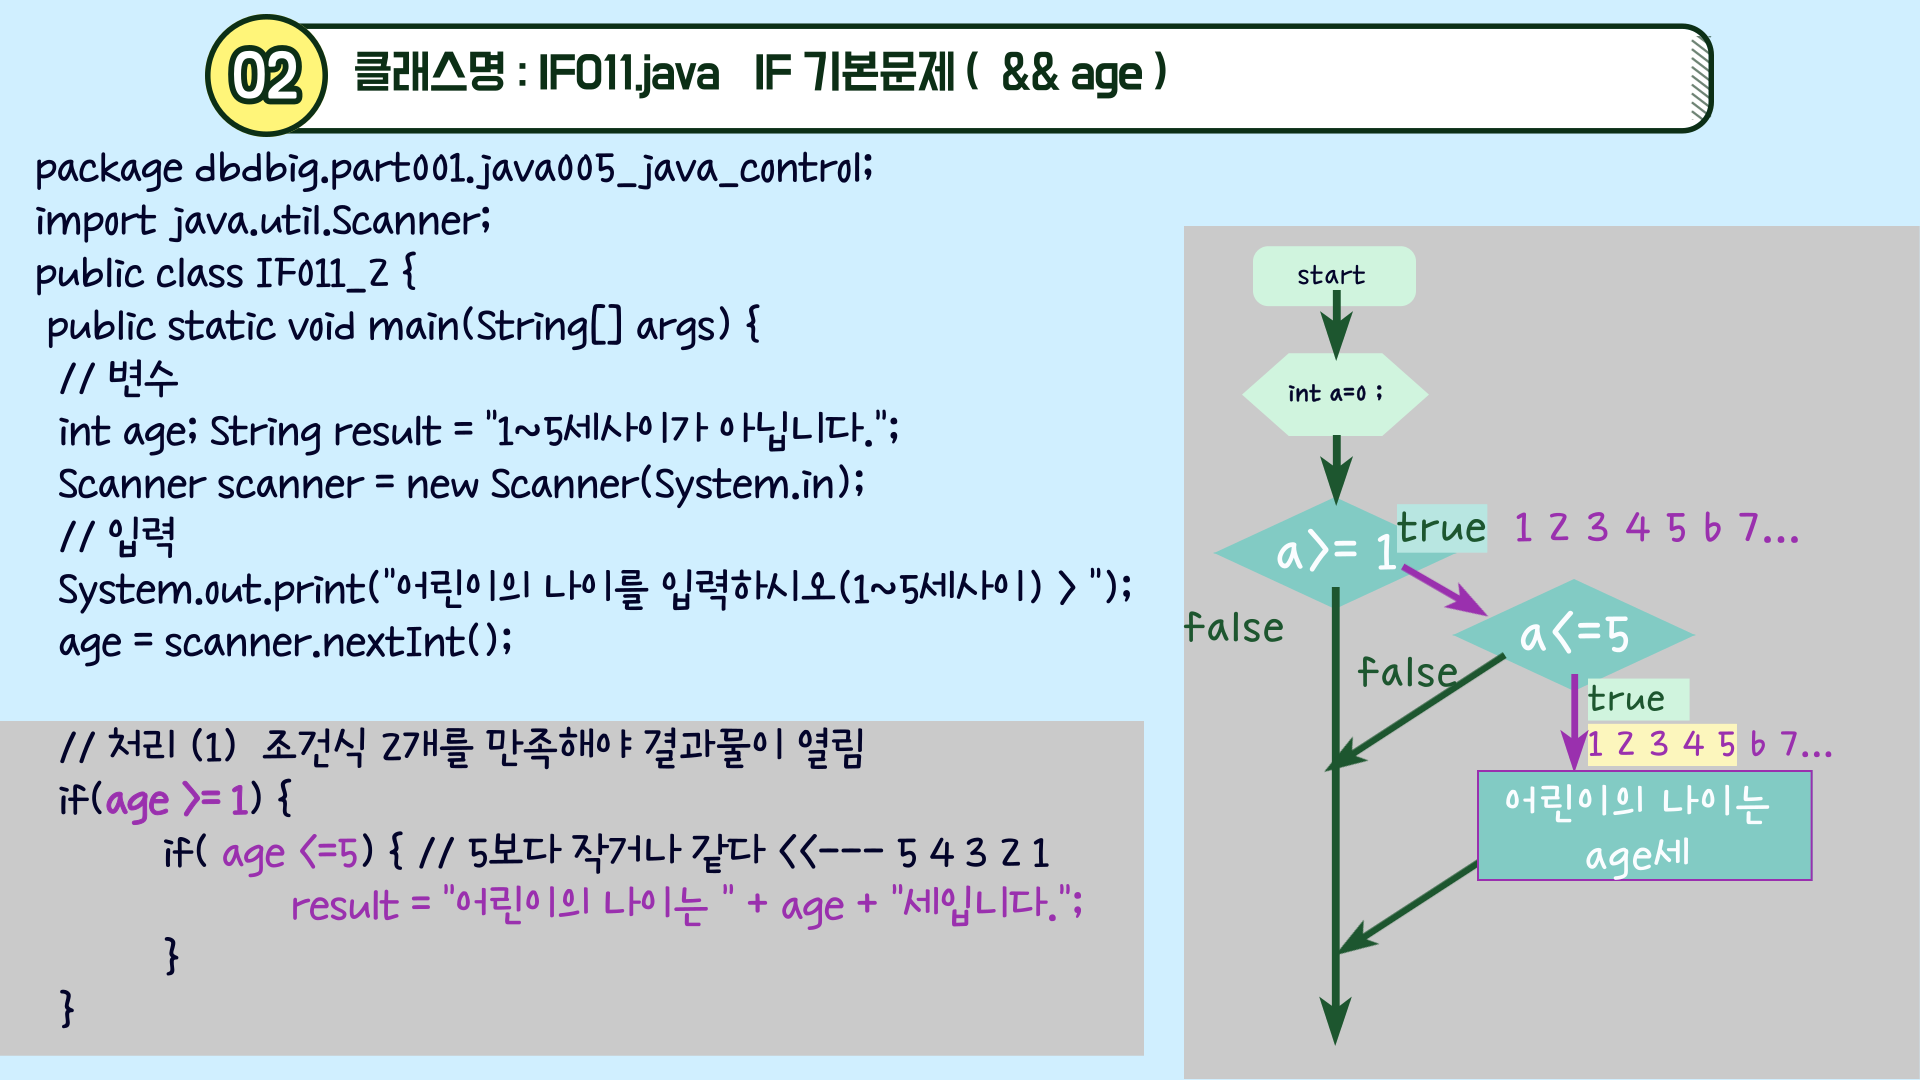 02
클래스명 : IF011.java   IF 기본문제 (  && age )
package dbdbig.part001.java005_java_control;
import java.util.Scanner;
public class IF011_2 {
public static void main(String[] args) {
// 변수
int age; String result = "1~5세사이가 아닙니다.";
Scanner scanner = new Scanner(System.in);
// 입력
System.out.print("어린이의 나이를 입력하시오(1~5세사이) > ");
age = scanner.nextInt();
// 처리 (1)  조건식 2개를 만족해야 결과물이 열림
if(age >= 1) {
if( age <=5) { // 5보다 작거나 같다 <<--- 5 4 3 2 1
result = "어린이의 나이는 " + age + "세입니다.";
}
}
start
int a=0 ;
a>= 1
true
1 2 3 4 5 6 7...
false
a<=5
false
true
1 2 3 4 5 6 7...
어린이의 나이는
age세